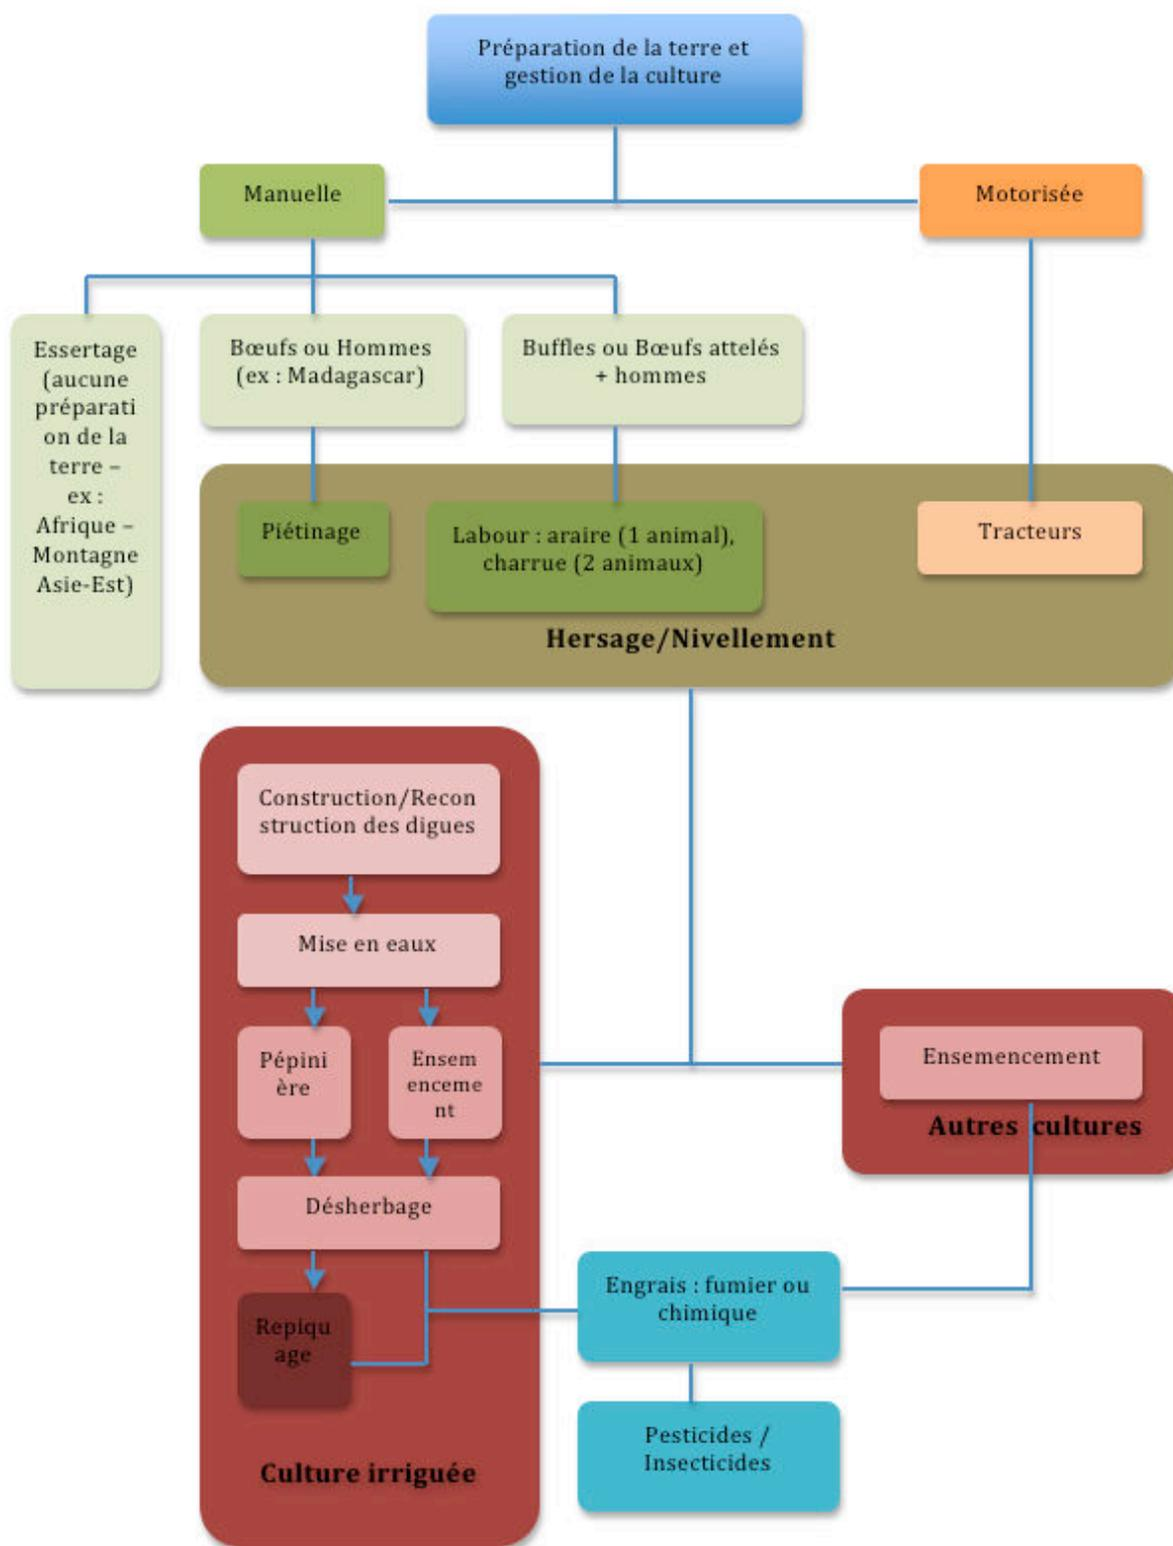 Préparation de la terre et
gestion de la culture
Manuelle
Motorisée
Essertage
(aucune
préparati
on de la
terre –
ex :
Afrique –
Montagne
Asie-Est)
Bœufs ou Hommes
(ex : Madagascar)
Buffles ou Bœufs attelés
+ hommes
Piétinage
Labour : araire (1 animal),
charrue (2 animaux)
Tracteurs
Hersage/Nivellement
Construction/Recon
struction des digues
Mise en eaux
Pépini
ère
Ensem
enceme
nt
Désherbage
Repiqu
age
Culture irriguée
Ensemencement
Autres cultures
Engrais : fumier ou
chimique
Pesticides /
Insecticides